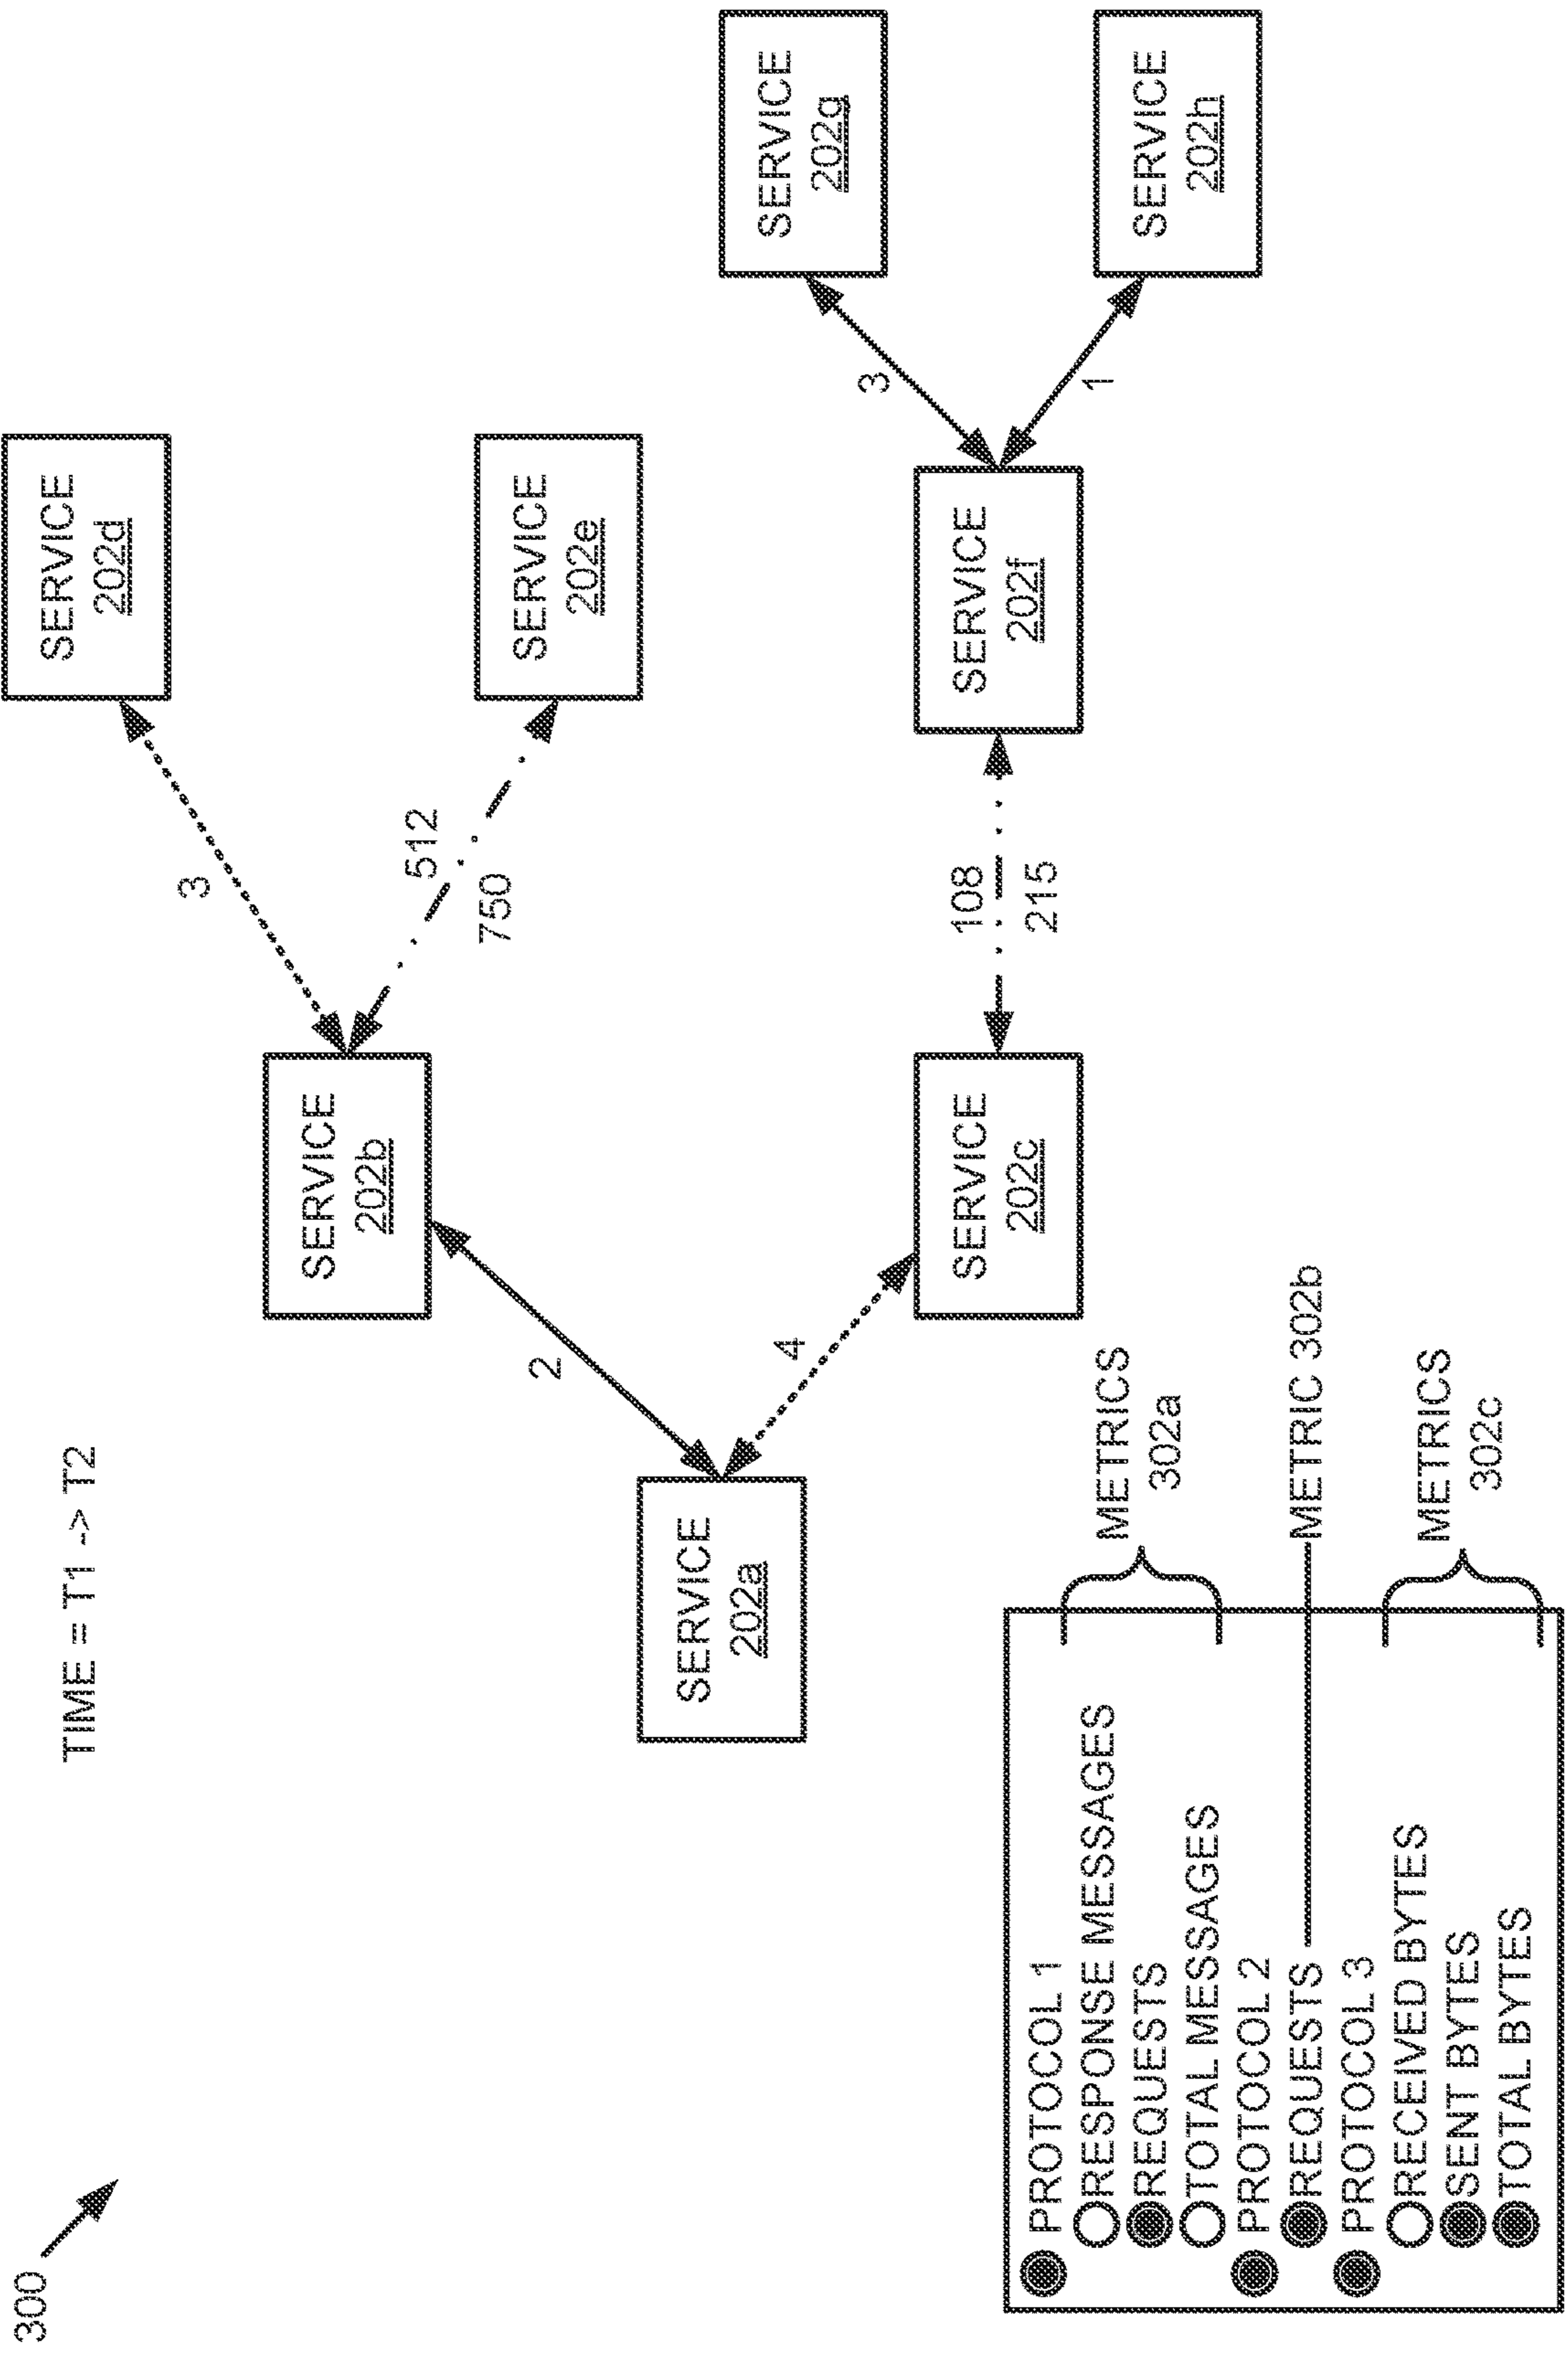 300
TIME = T1 -> T2
SERVICE
202d
3
SERVICE
202b
512
750
SERVICE
202e
2
SERVICE
202a
4
SERVICE
202c
108
215
SERVICE
202f
3
SERVICE
202g
1
SERVICE
202h
PROTOCOL 1
RESPONSE MESSAGES
REQUESTS
TOTAL MESSAGES
METRICS
302a
PROTOCOL 2
REQUESTS
METRIC 302b
PROTOCOL 3
RECEIVED BYTES
SENT BYTES
TOTAL BYTES
METRICS
302c